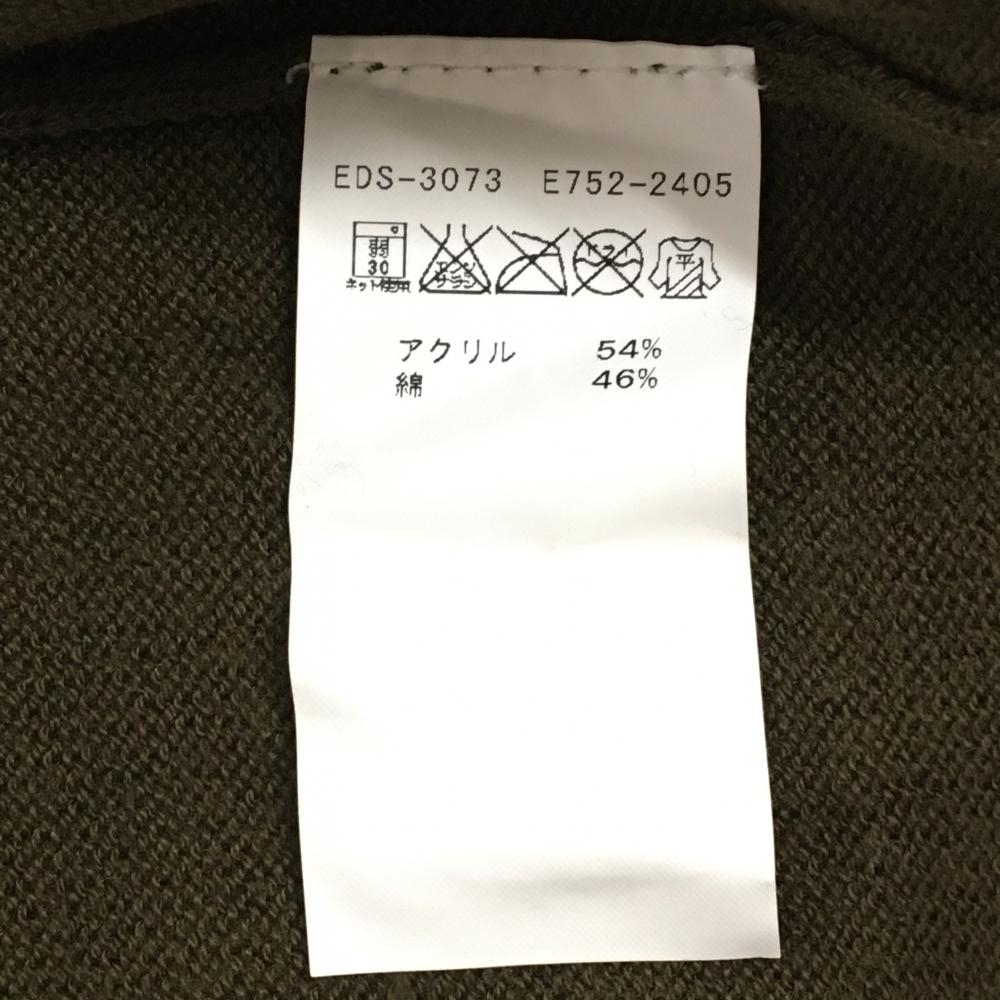 EDS-3073 E752-2405
弱
30
ネット使用
エンソ
サラシ
ドライ
平
アクリル 54%
綿 46%